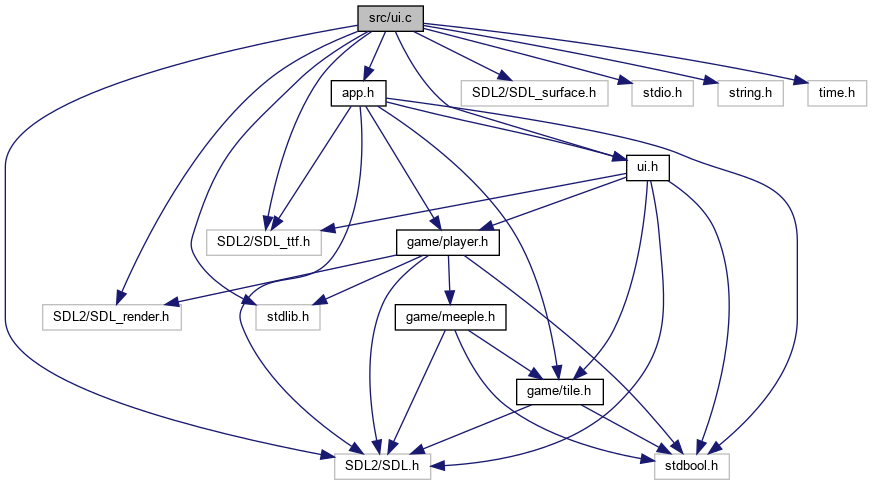 src/ui.c
app.h
SDL2/SDL_surface.h
stdio.h
string.h
time.h
ui.h
SDL2/SDL_ttf.h
game/player.h
SDL2/SDL_render.h
stdlib.h
game/meeple.h
game/tile.h
SDL2/SDL.h
stdbool.h